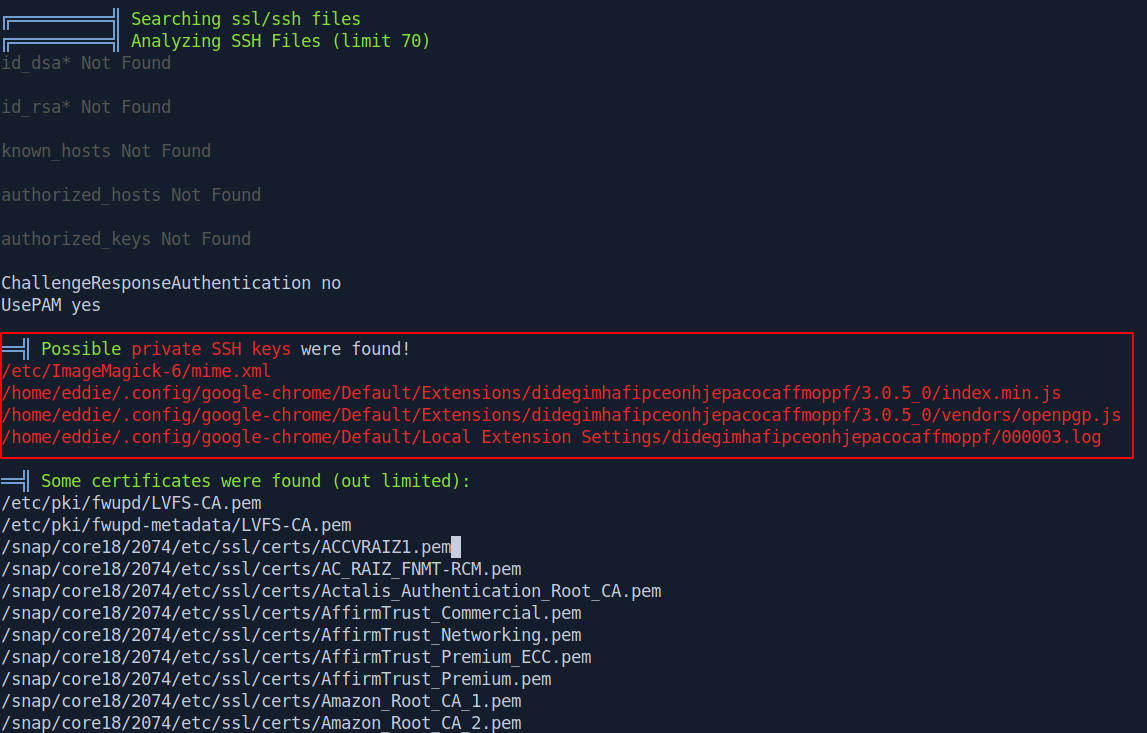 Searching ssl/ssh files
Analyzing SSH Files (limit 70)
id_dsa* Not Found
id_rsa* Not Found
known_hosts Not Found
authorized_hosts Not Found
authorized_keys Not Found
ChallengeResponseAuthentication no
UsePAM yes
Possible private SSH keys were found!
/etc/ImageMagick-6/mime.xml
/home/eddie/.config/google-chrome/Default/Extensions/didegimhafipceonhjepacocaffmoppf/3.0.5_0/index.min.js
/home/eddie/.config/google-chrome/Default/Extensions/didegimhafipceonhjepacocaffmoppf/3.0.5_0/vendors/openpgp.js
/home/eddie/.config/google-chrome/Default/Local Extension Settings/didegimhafipceonhjepacocaffmoppf/000003.log
Some certificates were found (out limited):
/etc/pki/fwupd/LVFS-CA.pem
/etc/pki/fwupd-metadata/LVFS-CA.pem
/snap/core18/2074/etc/ssl/certs/ACCVRAIZ1.pem
/snap/core18/2074/etc/ssl/certs/AC_RAIZ_FNMT-RCM.pem
/snap/core18/2074/etc/ssl/certs/Actalis_Authentication_Root_CA.pem
/snap/core18/2074/etc/ssl/certs/AffirmTrust_Commercial.pem
/snap/core18/2074/etc/ssl/certs/AffirmTrust_Networking.pem
/snap/core18/2074/etc/ssl/certs/AffirmTrust_Premium_ECC.pem
/snap/core18/2074/etc/ssl/certs/AffirmTrust_Premium.pem
/snap/core18/2074/etc/ssl/certs/Amazon_Root_CA_1.pem
/snap/core18/2074/etc/ssl/certs/Amazon_Root_CA_2.pem